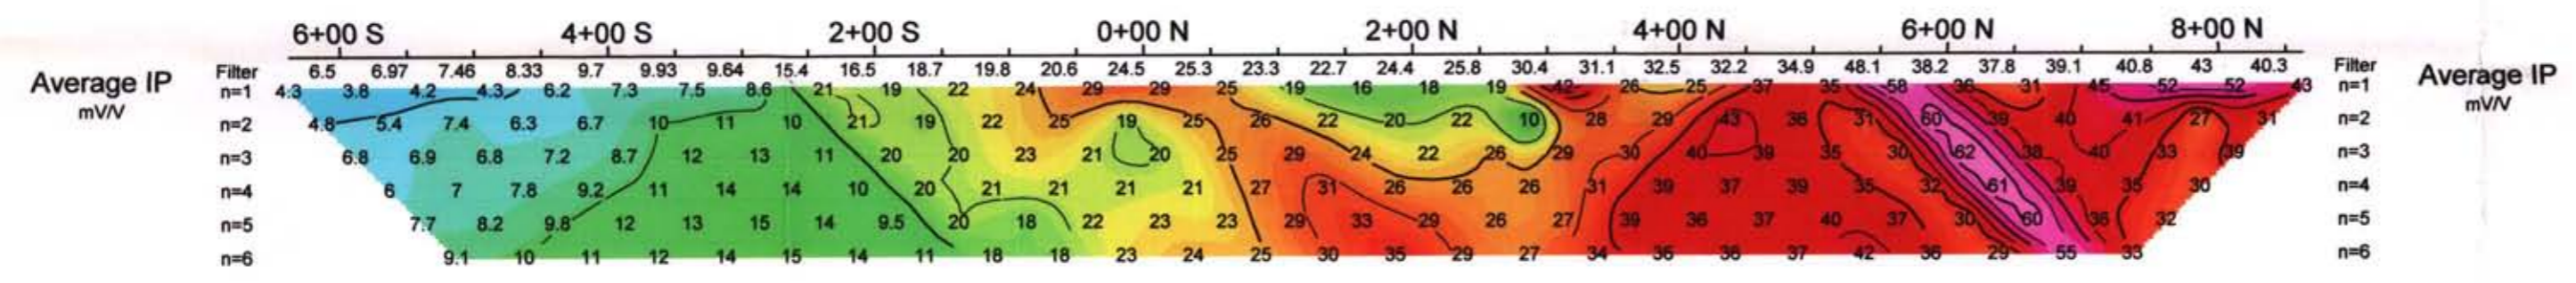 6+00 S 4+00 S 2+00 S 0+00 N 2+00 N 4+00 N 6+00 N 8+00 N
Average IP Filter 6.5 6.97 7.46 8.33 9.7 9.93 9.64 15.4 16.5 18.7 19.8 20.6 24.5 25.3 23.3 22.7 24.4 25.8 30.4 31.1 32.5 32.2 34.9 48.1 38.2 37.8 39.1 40.8 43 40.3 Filter Average IP
mV/V n=1 4.3 3.8 4.2 4.3 6.2 7.3 7.5 8.6 21 19 22 24 29 29 25 19 16 18 19 42 26 25 37 35 58 36 31 45 52 52 43 n=1 mV/V
n=2 4.8 5.4 7.4 6.3 6.7 10 11 10 21 19 22 25 19 25 26 22 20 22 10 28 29 43 36 31 60 39 40 41 27 31 n=2
n=3 6.8 6.9 6.8 7.2 8.7 12 13 11 20 20 23 21 20 25 29 24 22 26 29 30 40 39 35 30 62 38 40 33 39 n=3
n=4 6 7 7.8 9.2 11 14 14 10 20 21 21 21 21 27 31 26 26 26 31 39 37 39 35 32 61 39 35 30 n=4
n=5 7.7 8.2 9.8 12 13 15 14 9.5 20 18 22 23 23 29 33 29 26 27 39 36 37 40 37 30 60 36 32 n=5
n=6 9.1 10 11 12 14 15 14 11 18 18 23 24 25 30 35 29 27 34 36 36 37 42 36 29 55 33 n=6